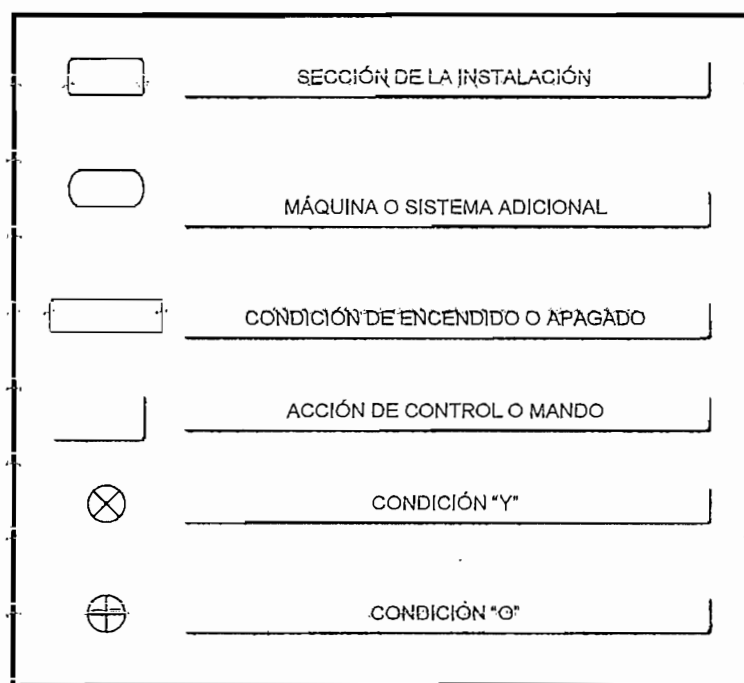 SECCIÓN DE LA INSTALACIÓN
MÁQUINA O SISTEMA ADICIONAL
CONDICIÓN DE ENCENDIDO O APAGADO
ACCIÓN DE CONTROL O MANDO
CONDICIÓN "Y"
CONDICIÓN "O"